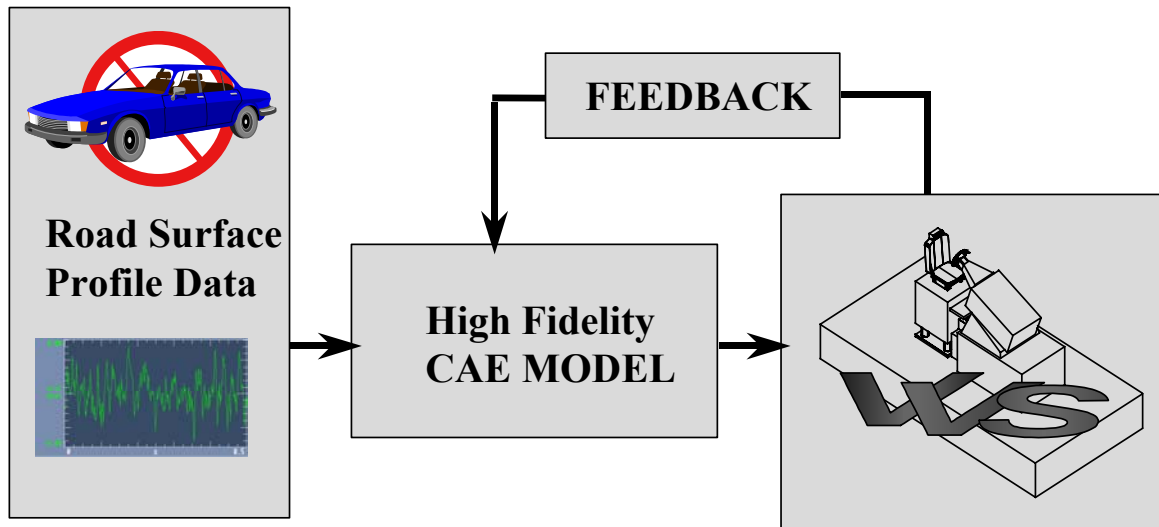 FEEDBACK
Road Surface
Profile Data
High Fidelity
CAE MODEL
VVS